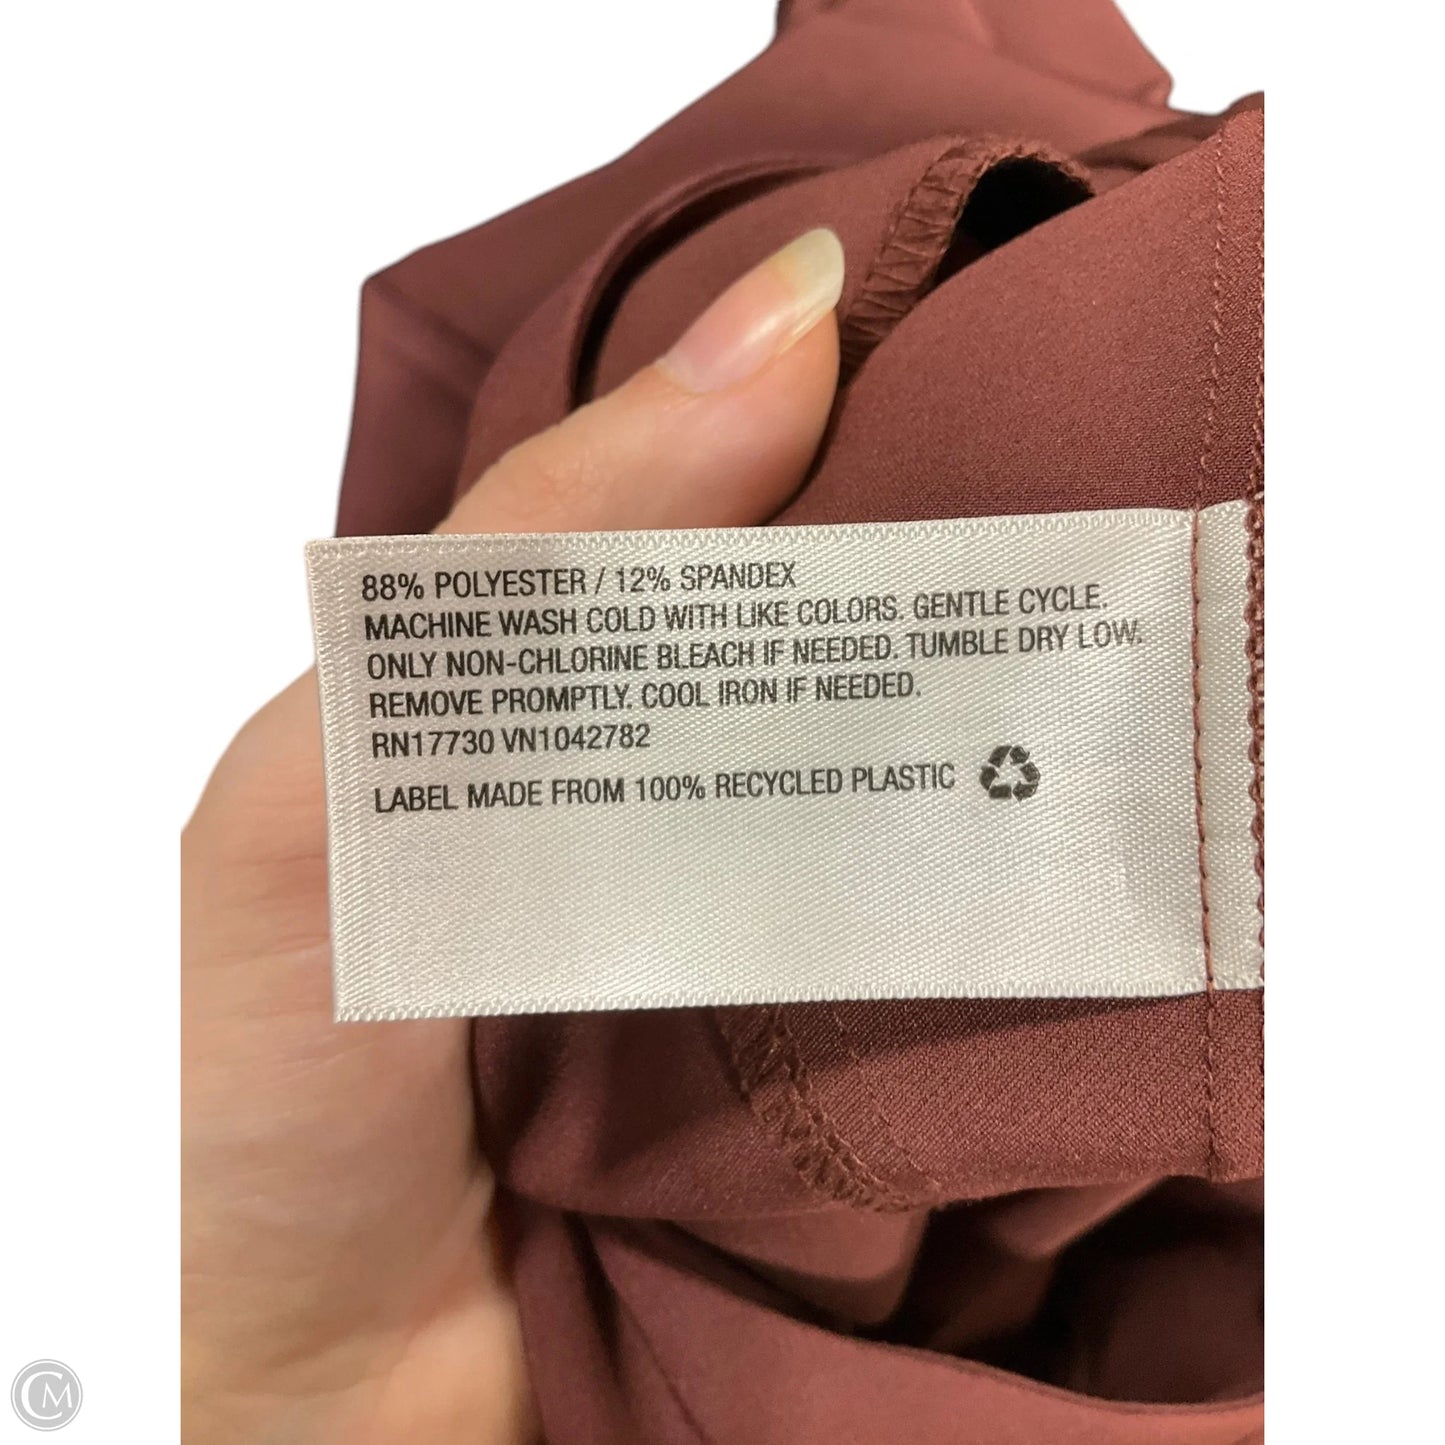 88% POLYESTER / 12% SPANDEX
MACHINE WASH COLD WITH LIKE COLORS. GENTLE CYCLE.
ONLY NON-CHLORINE BLEACH IF NEEDED. TUMBLE DRY LOW.
REMOVE PROMPTLY. COOL IRON IF NEEDED.
RN17730 VN1042782
LABEL MADE FROM 100% RECYCLED PLASTIC
CM